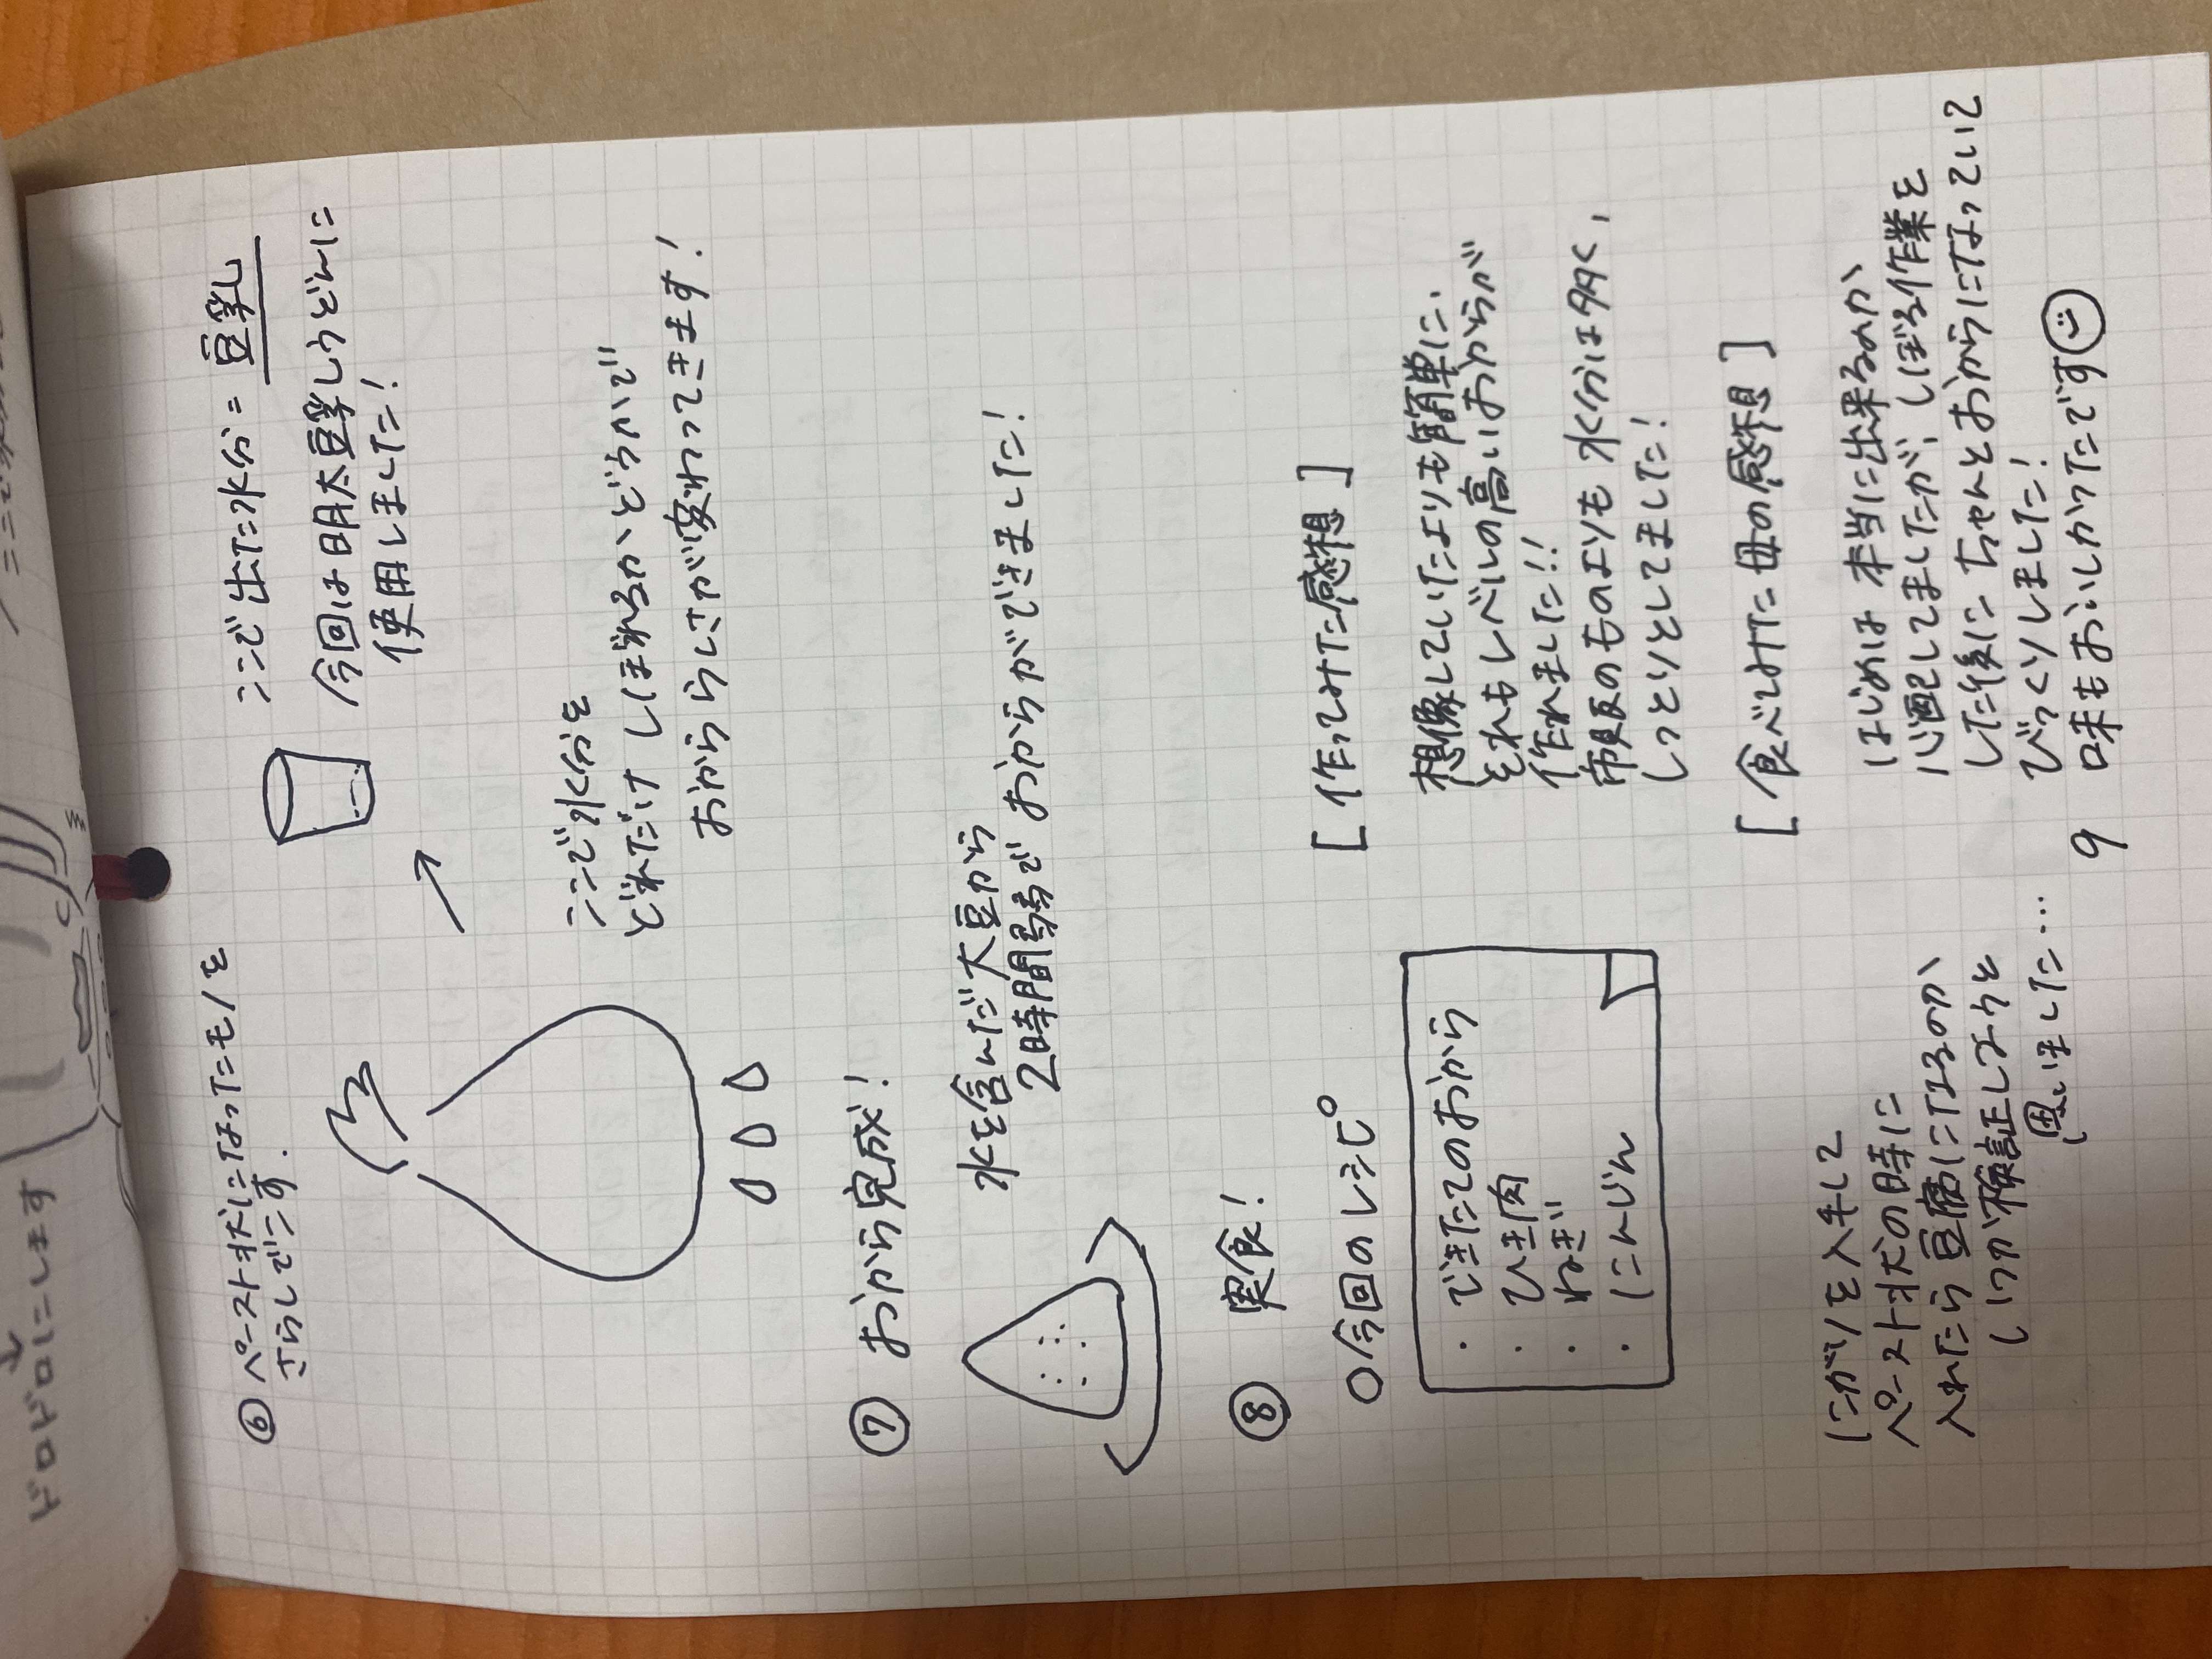 ドロドロにします
⑥ ペースト状になったモノを
さらしでこす.
ここで出た水分=豆乳
今回は明太豆乳しうどんに
使用しました!
ここで水分を
どれだけ しぼれるかどうかで
おから らしさが変わってきます!
⑦ おから完成!
水を含んだ大豆から
2時間弱で おからができました!
⑧ 実食!
○今回のレシピ
・できたてのおから
・ひき肉
・ねぎ
・にんじん
[作ってみた感想]
想像していたよりも簡単に、
それもレベルの高いおからが
作れました!!
市販のものよりも 水分は多く,
しっとりとしてました!
[食べてみた母の感想]
はじめは 本当に出来るのか
心配してましたが, しぼる作業を
した後に ちゃんとおからになっていて
びっくりしました!
味もおいしかったです
にがりを入手して
ペースト状の時に
入れたら 豆腐になるのか
いつか検証しようと
思いました…
9